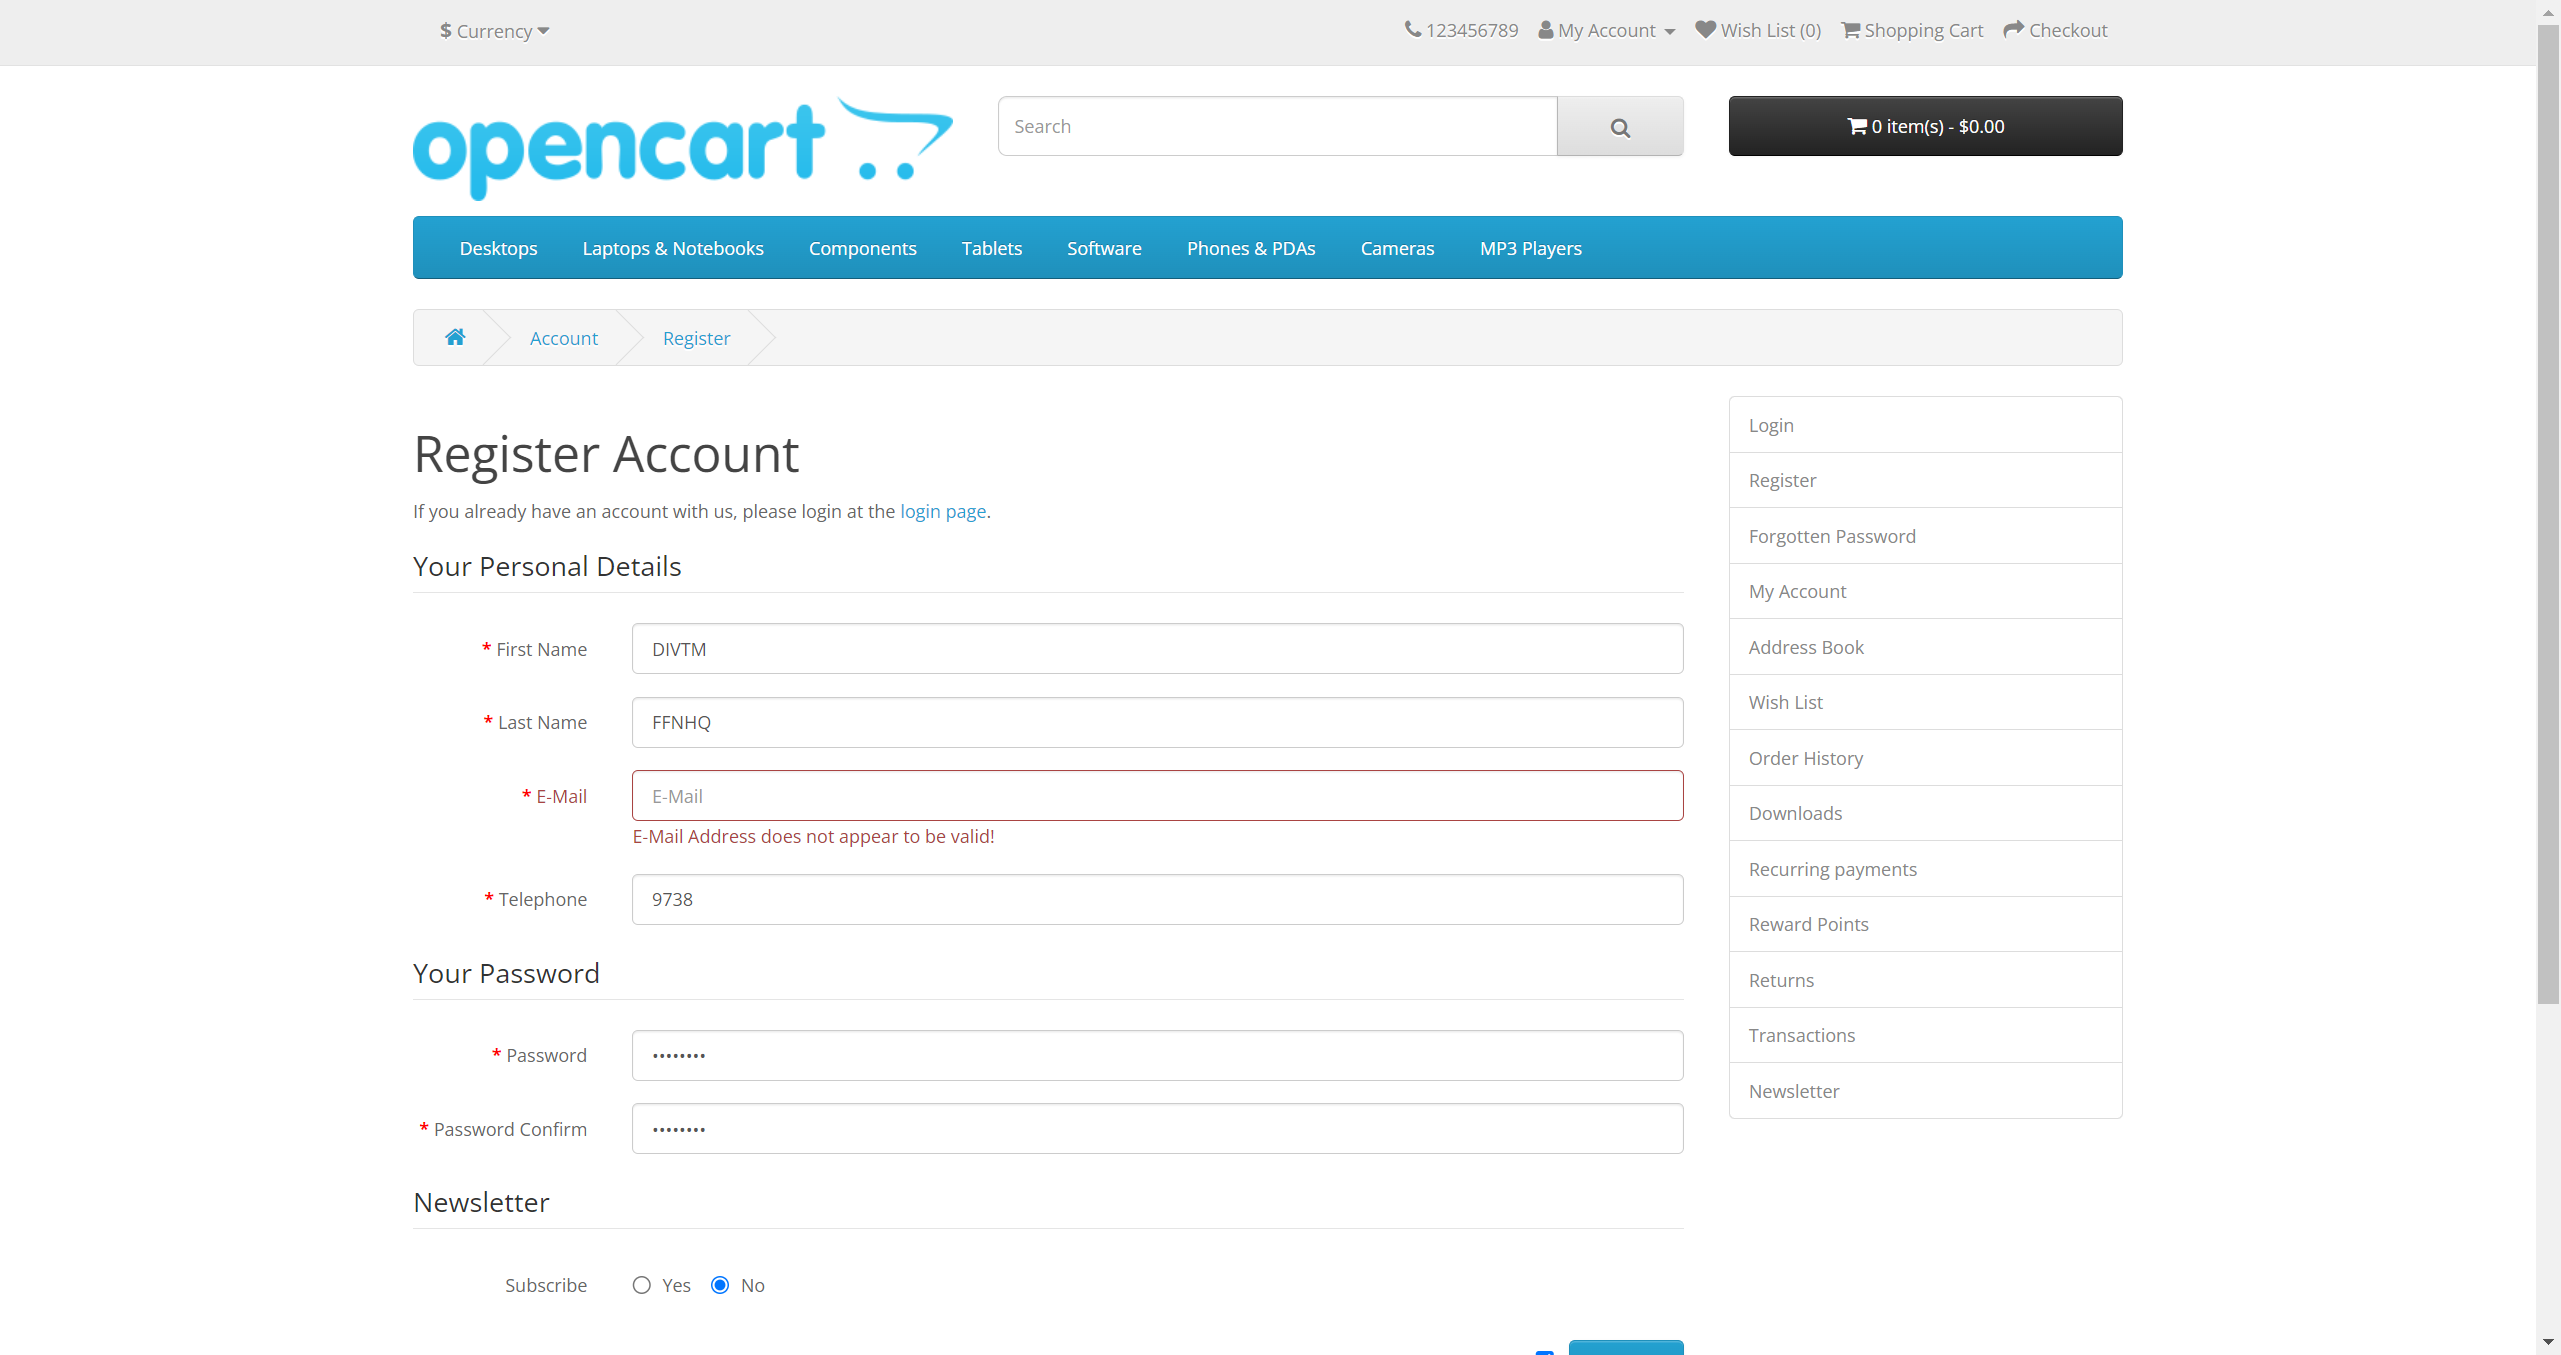 $ Currency
123456789 My Account Wish List (0) Shopping Cart Checkout
opencart
Search
0 item(s) - $0.00
Desktops Laptops & Notebooks Components Tablets Software Phones & PDAs Cameras MP3 Players
Account Register
Register Account
If you already have an account with us, please login at the login page.
Your Personal Details
* First Name DIVTM
* Last Name FFNHQ
* E-Mail E-Mail
E-Mail Address does not appear to be valid!
* Telephone 9738
Your Password
* Password ••••••••
* Password Confirm ••••••••
Newsletter
Subscribe Yes No
Login
Register
Forgotten Password
My Account
Address Book
Wish List
Order History
Downloads
Recurring payments
Reward Points
Returns
Transactions
Newsletter